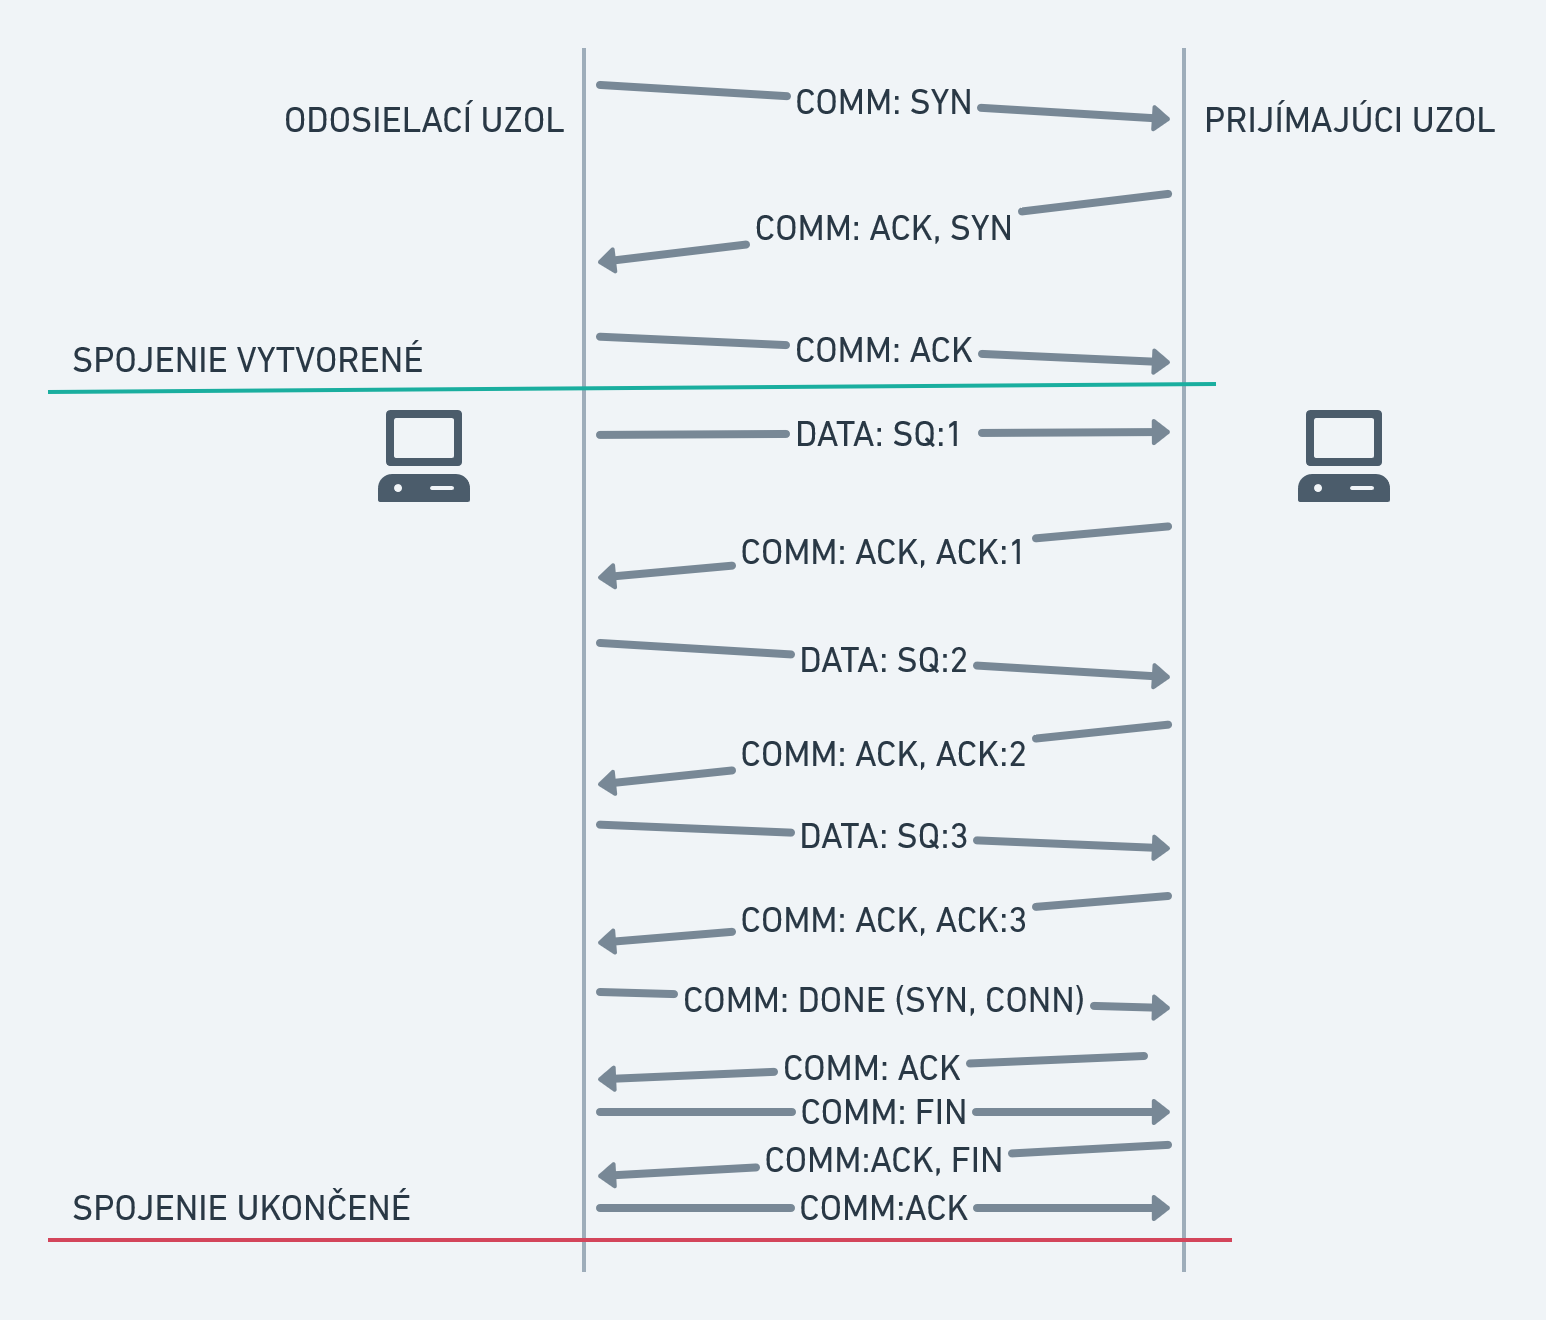 COMM: SYN
ODOSIELACÍ UZOL
PRIJÍMAJÚCI UZOL
COMM: ACK, SYN
SPOJENIE VYTVORENÉ
COMM: ACK
DATA: SQ:1
COMM: ACK, ACK:1
DATA: SQ:2
COMM: ACK, ACK:2
DATA: SQ:3
COMM: ACK, ACK:3
COMM: DONE (SYN, CONN)
COMM: ACK
COMM: FIN
COMM:ACK, FIN
SPOJENIE UKONČENÉ
COMM:ACK